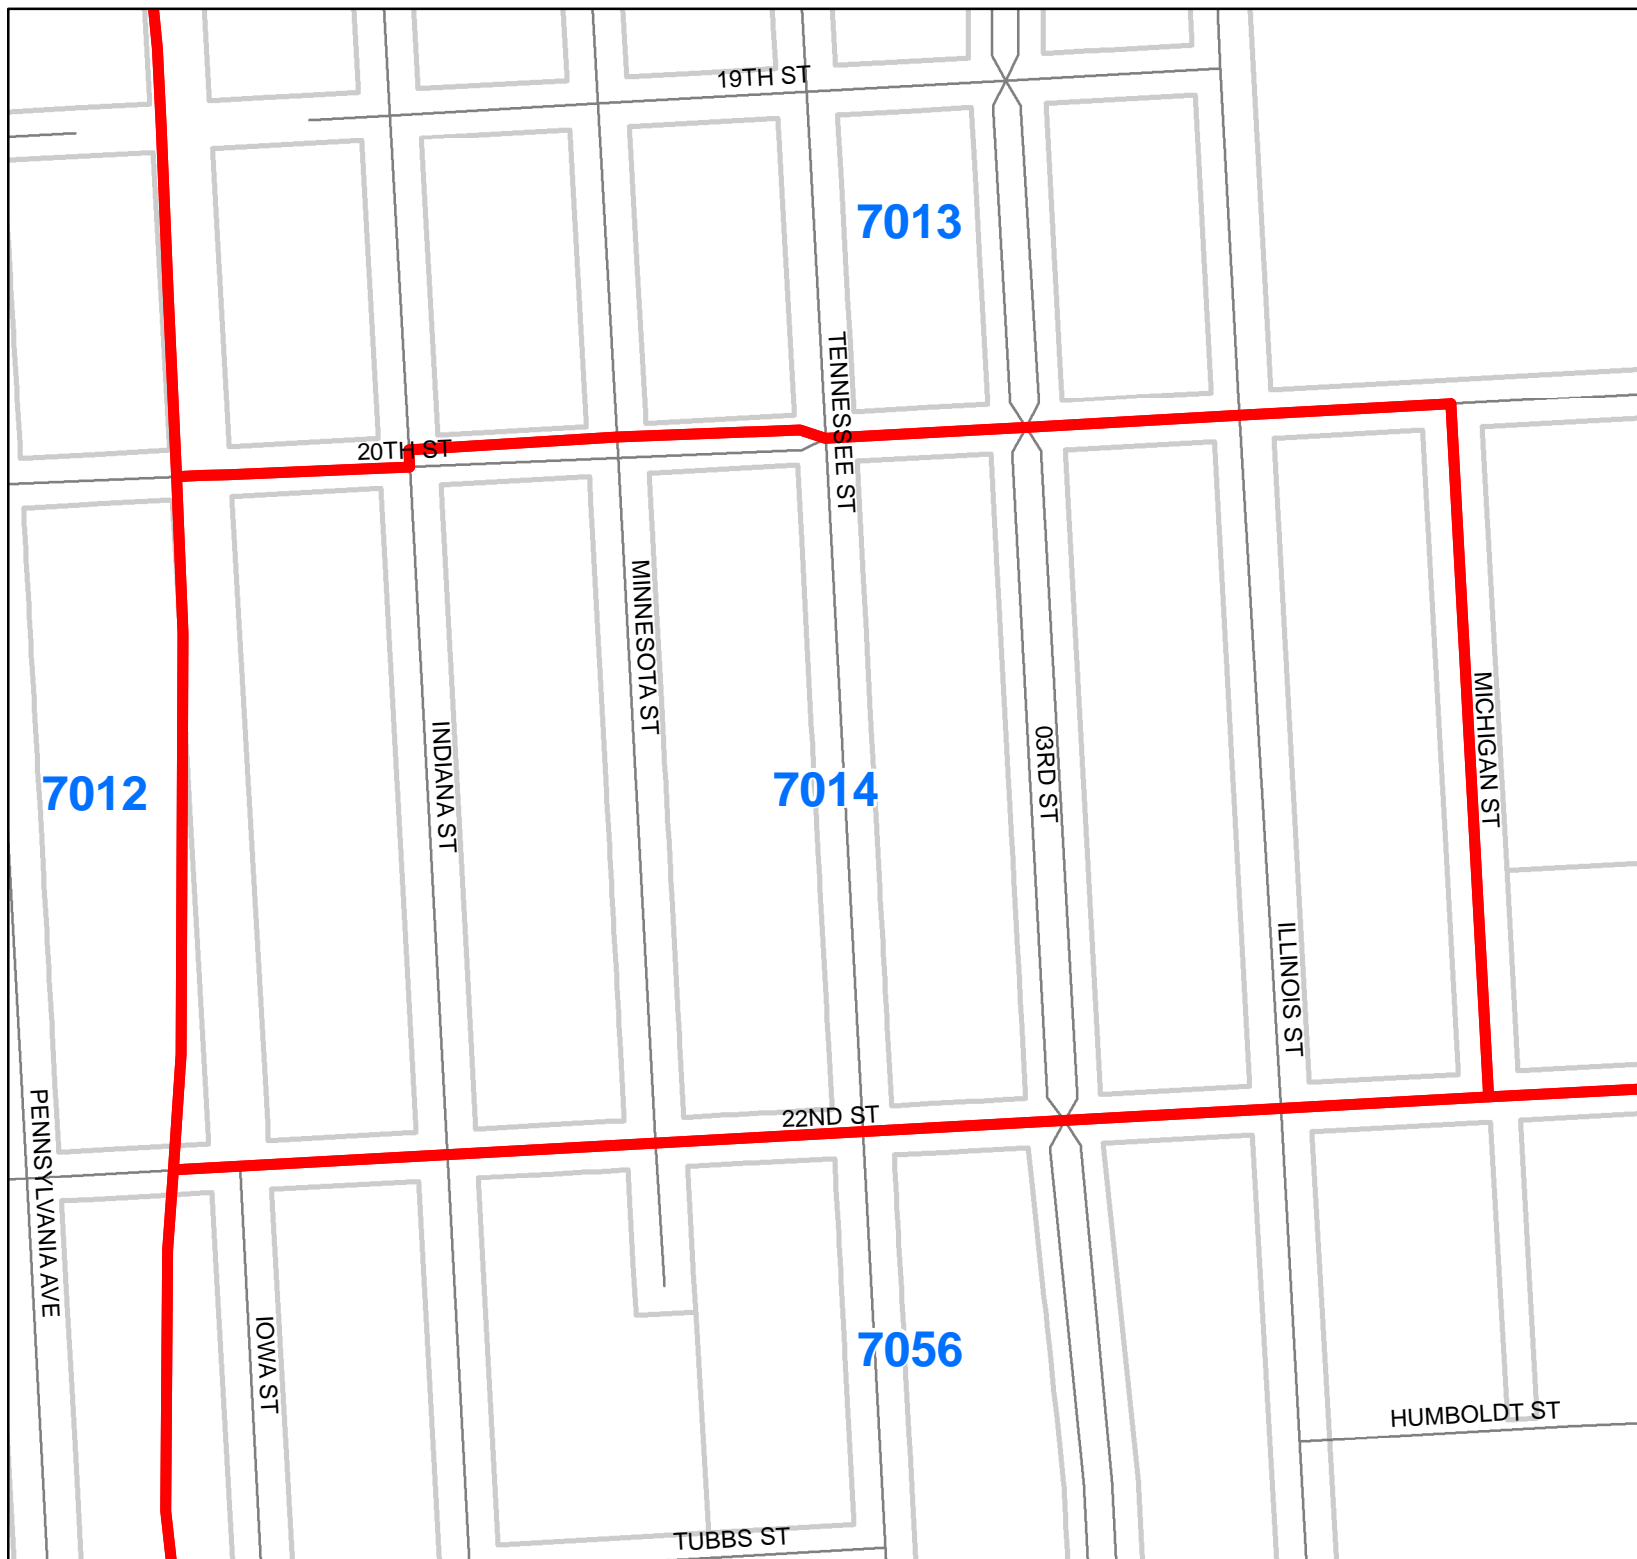 19TH ST
7013
TENNESSEE ST
20TH ST
MINNESOTA ST
MICHIGAN ST
INDIANA ST
03RD ST
7012
7014
ILLINOIS ST
PENNSYLVANIA AVE
22ND ST
IOWA ST
7056
HUMBOLDT ST
TUBBS ST